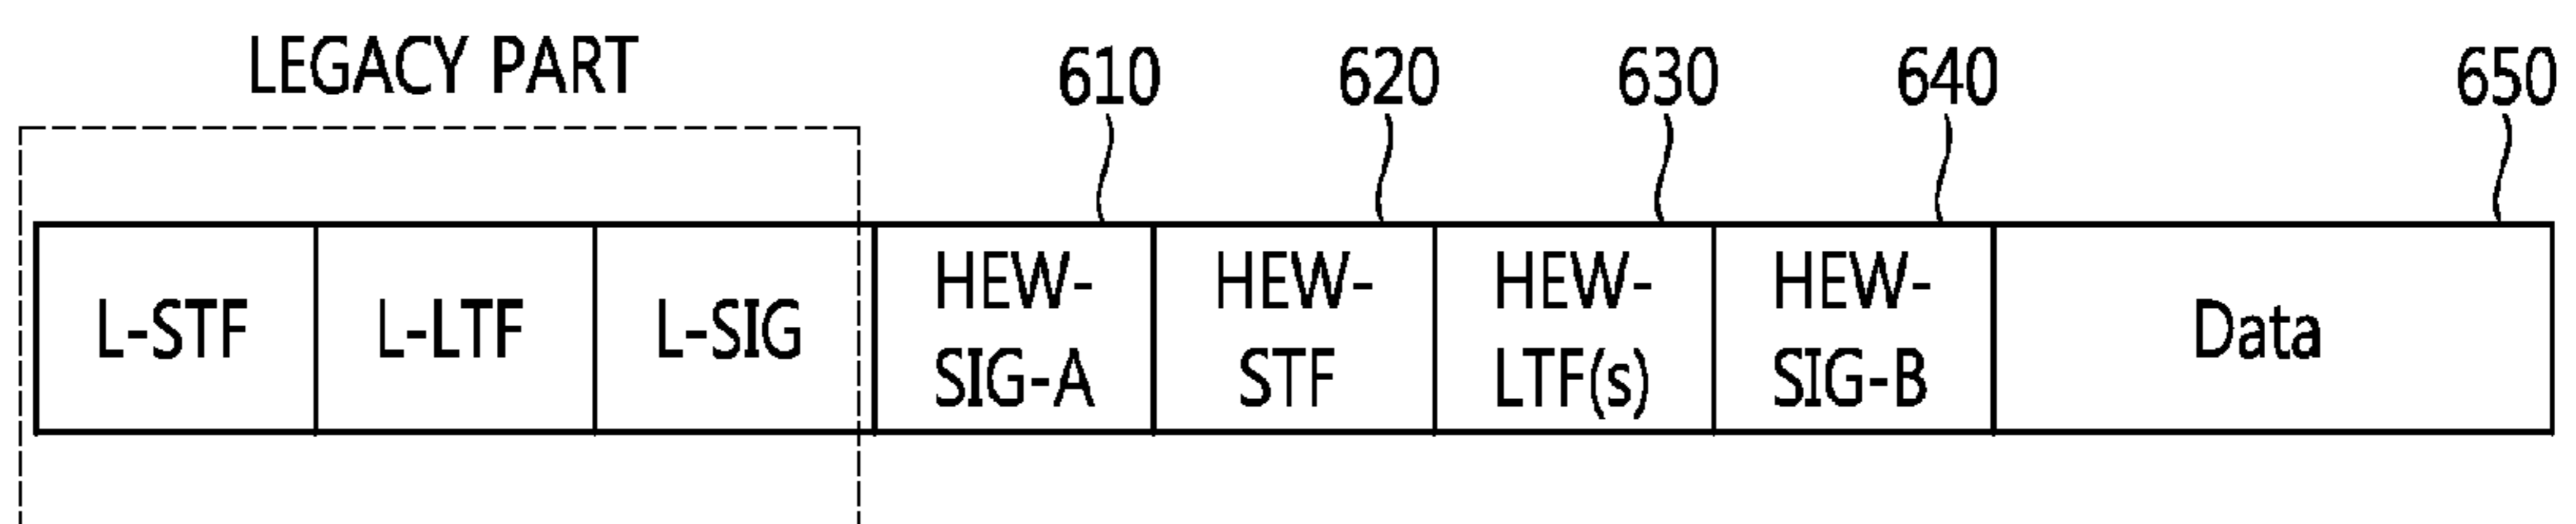 LEGACY PART
610 620 630 640 650
L-STF L-LTF L-SIG HEW-SIG-A HEW-STF HEW-LTF(s) HEW-SIG-B Data